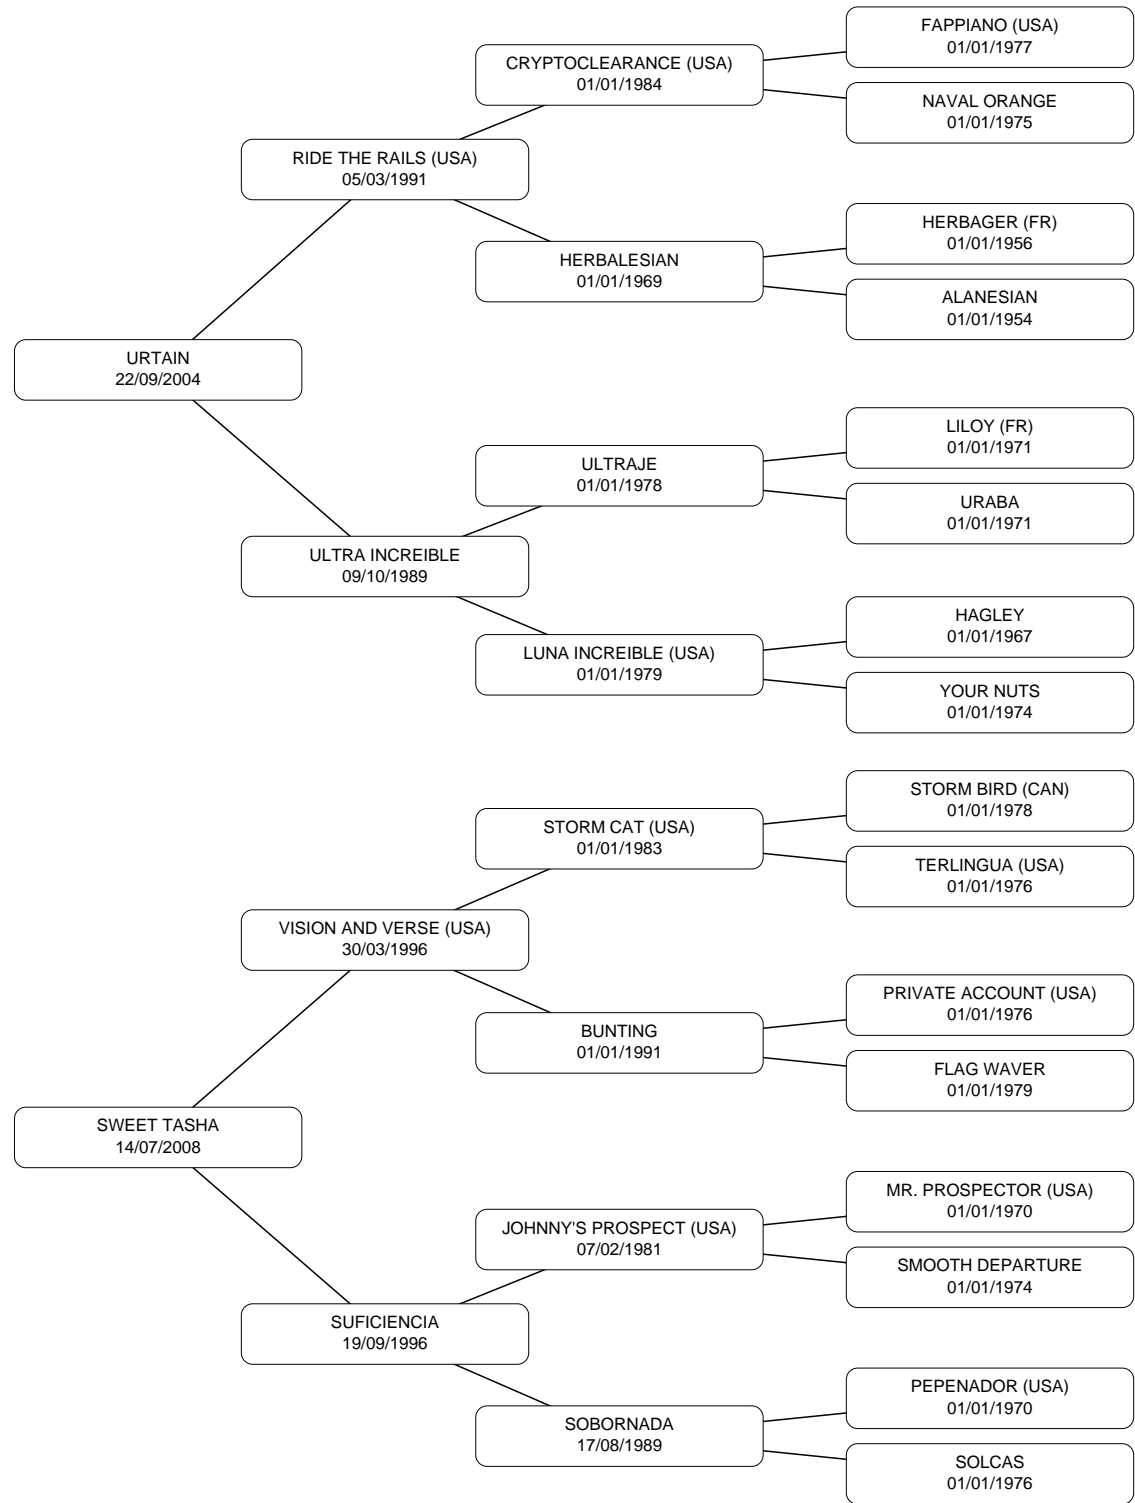 FAPPIANO (USA)
01/01/1977
CRYPTOCLEARANCE (USA)
01/01/1984
NAVAL ORANGE
01/01/1975
RIDE THE RAILS (USA)
05/03/1991
HERBAGER (FR)
01/01/1956
HERBALESIAN
01/01/1969
ALANESIAN
01/01/1954
URTAIN
22/09/2004
LILOY (FR)
01/01/1971
ULTRAJE
01/01/1978
URABA
01/01/1971
ULTRA INCREIBLE
09/10/1989
HAGLEY
01/01/1967
LUNA INCREIBLE (USA)
01/01/1979
YOUR NUTS
01/01/1974
STORM BIRD (CAN)
01/01/1978
STORM CAT (USA)
01/01/1983
TERLINGUA (USA)
01/01/1976
VISION AND VERSE (USA)
30/03/1996
PRIVATE ACCOUNT (USA)
01/01/1976
BUNTING
01/01/1991
FLAG WAVER
01/01/1979
SWEET TASHA
14/07/2008
MR. PROSPECTOR (USA)
01/01/1970
JOHNNY'S PROSPECT (USA)
07/02/1981
SMOOTH DEPARTURE
01/01/1974
SUFICIENCIA
19/09/1996
PEPENADOR (USA)
01/01/1970
SOBORNADA
17/08/1989
SOLCAS
01/01/1976